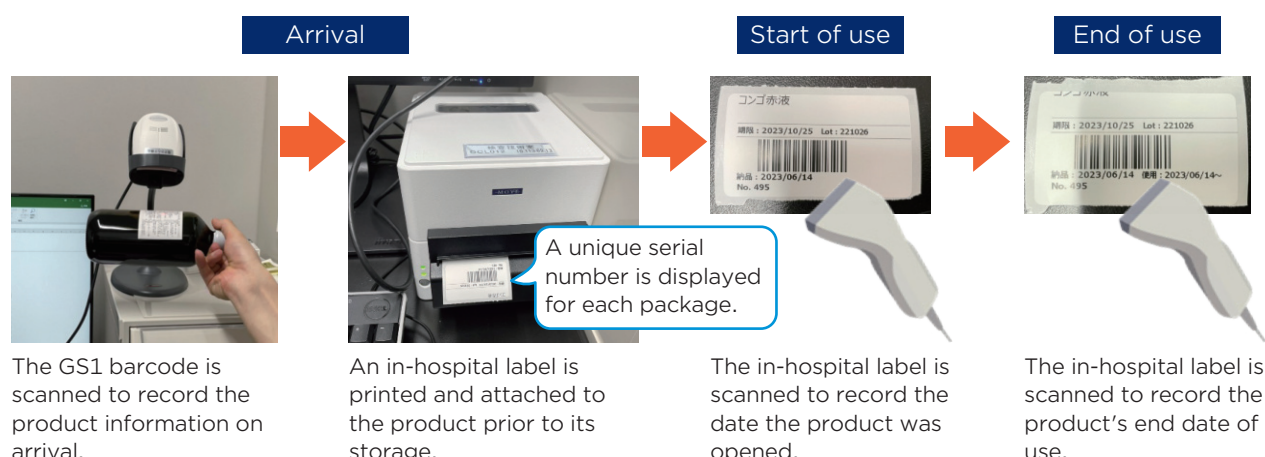 Arrival
Start of use
End of use
コンゴ赤液
期限：2023/10/25 Lot：221026
納品：2023/06/14
No. 495
期限：2023/10/25 Lot：221026
納品：2023/06/14 使用：2023/06/14～
No. 495
A unique serial
number is displayed
for each package.
The GS1 barcode is
scanned to record the
product information on
arrival.
An in-hospital label is
printed and attached to
the product prior to its
storage.
The in-hospital label is
scanned to record the
date the product was
opened.
The in-hospital label is
scanned to record the
product's end date of
use.